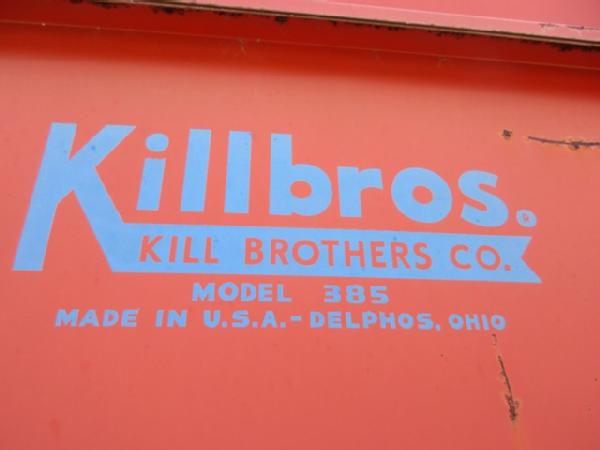 Killbros.®
KILL BROTHERS CO.
MODEL 385
MADE IN U.S.A.-DELPHOS, OHIO